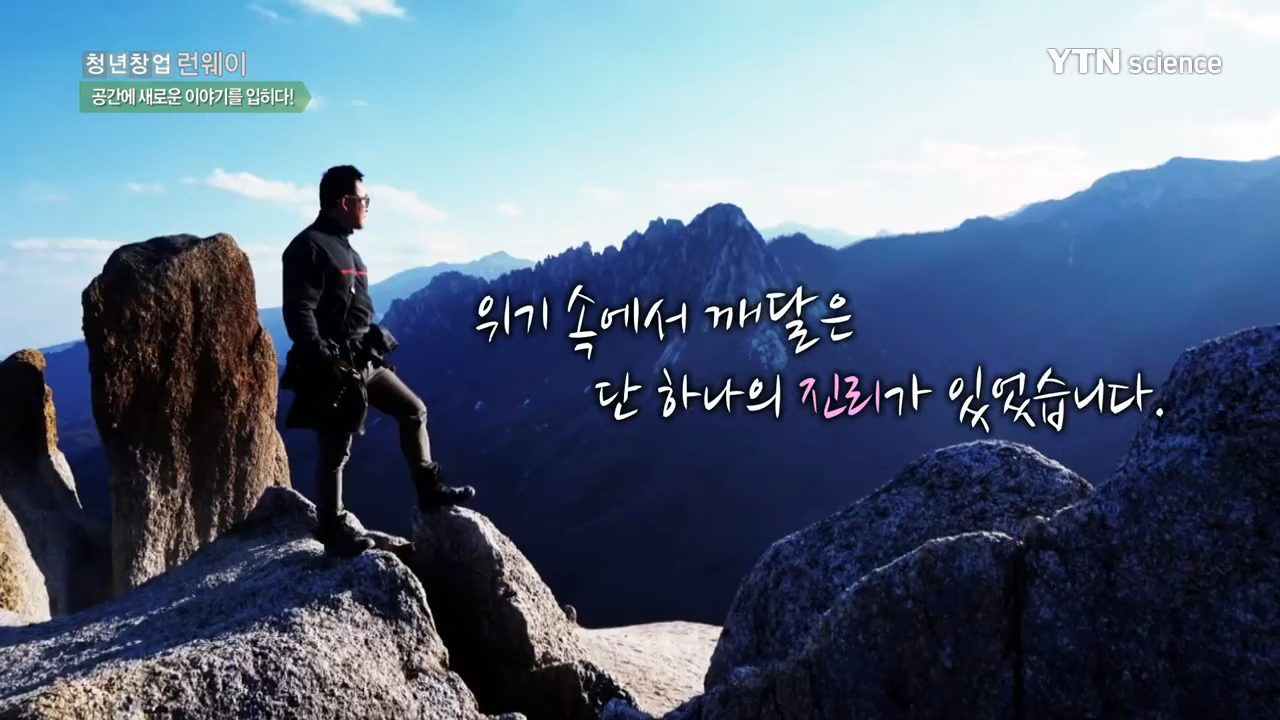 청년창업 런웨이
YTN science
공간에 새로운 이야기를 입히다!
위기 속에서 깨달은
단 하나의 진리가 있었습니다.